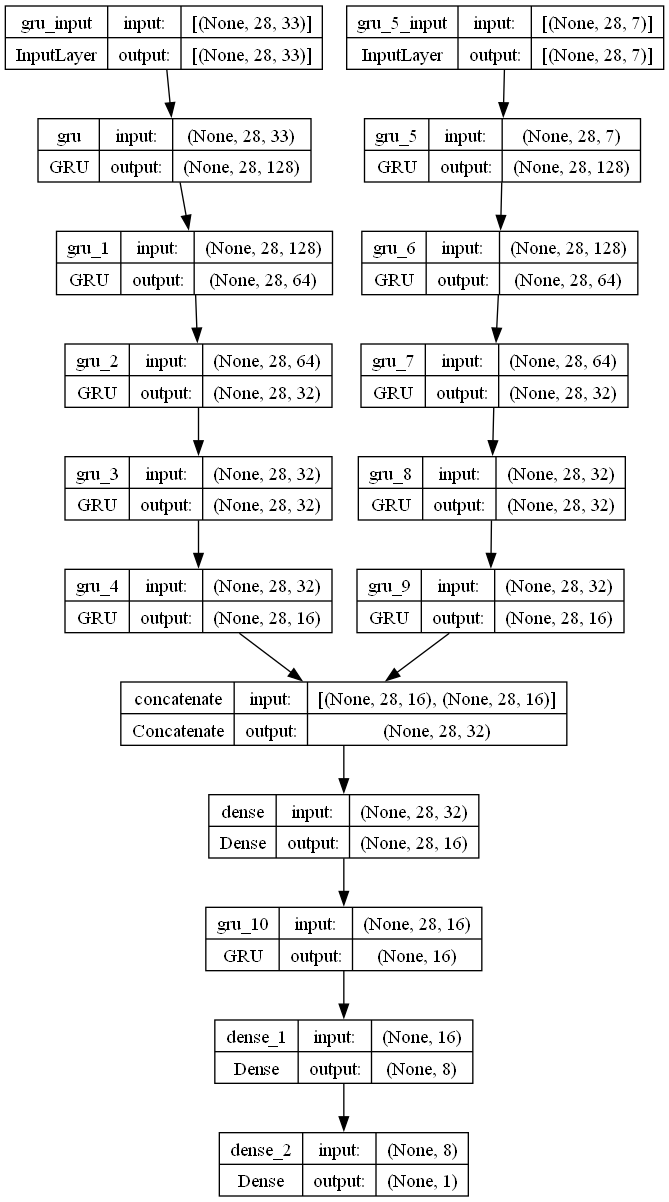 gru_input input: [(None, 28, 33)]
InputLayer output: [(None, 28, 33)]
gru_5_input input: [(None, 28, 7)]
InputLayer output: [(None, 28, 7)]
gru input: (None, 28, 33)
GRU output: (None, 28, 128)
gru_5 input: (None, 28, 7)
GRU output: (None, 28, 128)
gru_1 input: (None, 28, 128)
GRU output: (None, 28, 64)
gru_6 input: (None, 28, 128)
GRU output: (None, 28, 64)
gru_2 input: (None, 28, 64)
GRU output: (None, 28, 32)
gru_7 input: (None, 28, 64)
GRU output: (None, 28, 32)
gru_3 input: (None, 28, 32)
GRU output: (None, 28, 32)
gru_8 input: (None, 28, 32)
GRU output: (None, 28, 32)
gru_4 input: (None, 28, 32)
GRU output: (None, 28, 16)
gru_9 input: (None, 28, 32)
GRU output: (None, 28, 16)
concatenate input: [(None, 28, 16), (None, 28, 16)]
Concatenate output: (None, 28, 32)
dense input: (None, 28, 32)
Dense output: (None, 28, 16)
gru_10 input: (None, 28, 16)
GRU output: (None, 16)
dense_1 input: (None, 16)
Dense output: (None, 8)
dense_2 input: (None, 8)
Dense output: (None, 1)